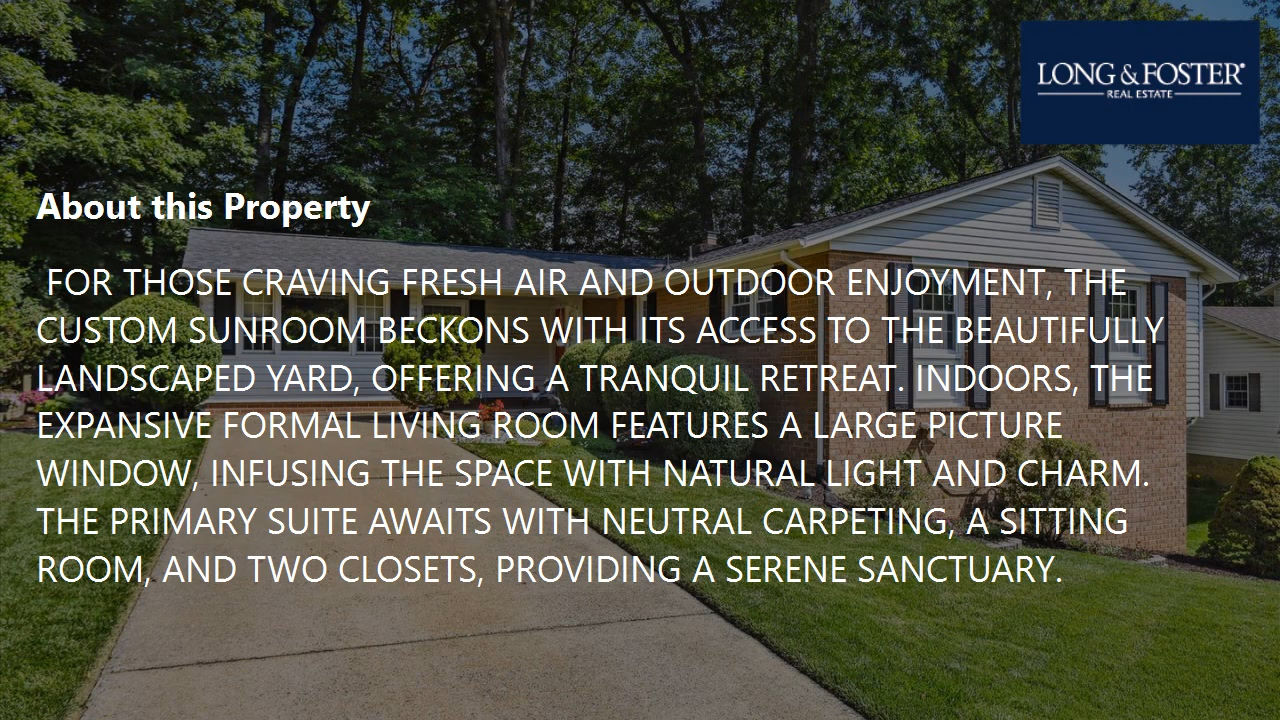 LONG & FOSTER®
REAL ESTATE
About this Property
FOR THOSE CRAVING FRESH AIR AND OUTDOOR ENJOYMENT, THE
CUSTOM SUNROOM BECKONS WITH ITS ACCESS TO THE BEAUTIFULLY
LANDSCAPED YARD, OFFERING A TRANQUIL RETREAT. INDOORS, THE
EXPANSIVE FORMAL LIVING ROOM FEATURES A LARGE PICTURE
WINDOW, INFUSING THE SPACE WITH NATURAL LIGHT AND CHARM.
THE PRIMARY SUITE AWAITS WITH NEUTRAL CARPETING, A SITTING
ROOM, AND TWO CLOSETS, PROVIDING A SERENE SANCTUARY.